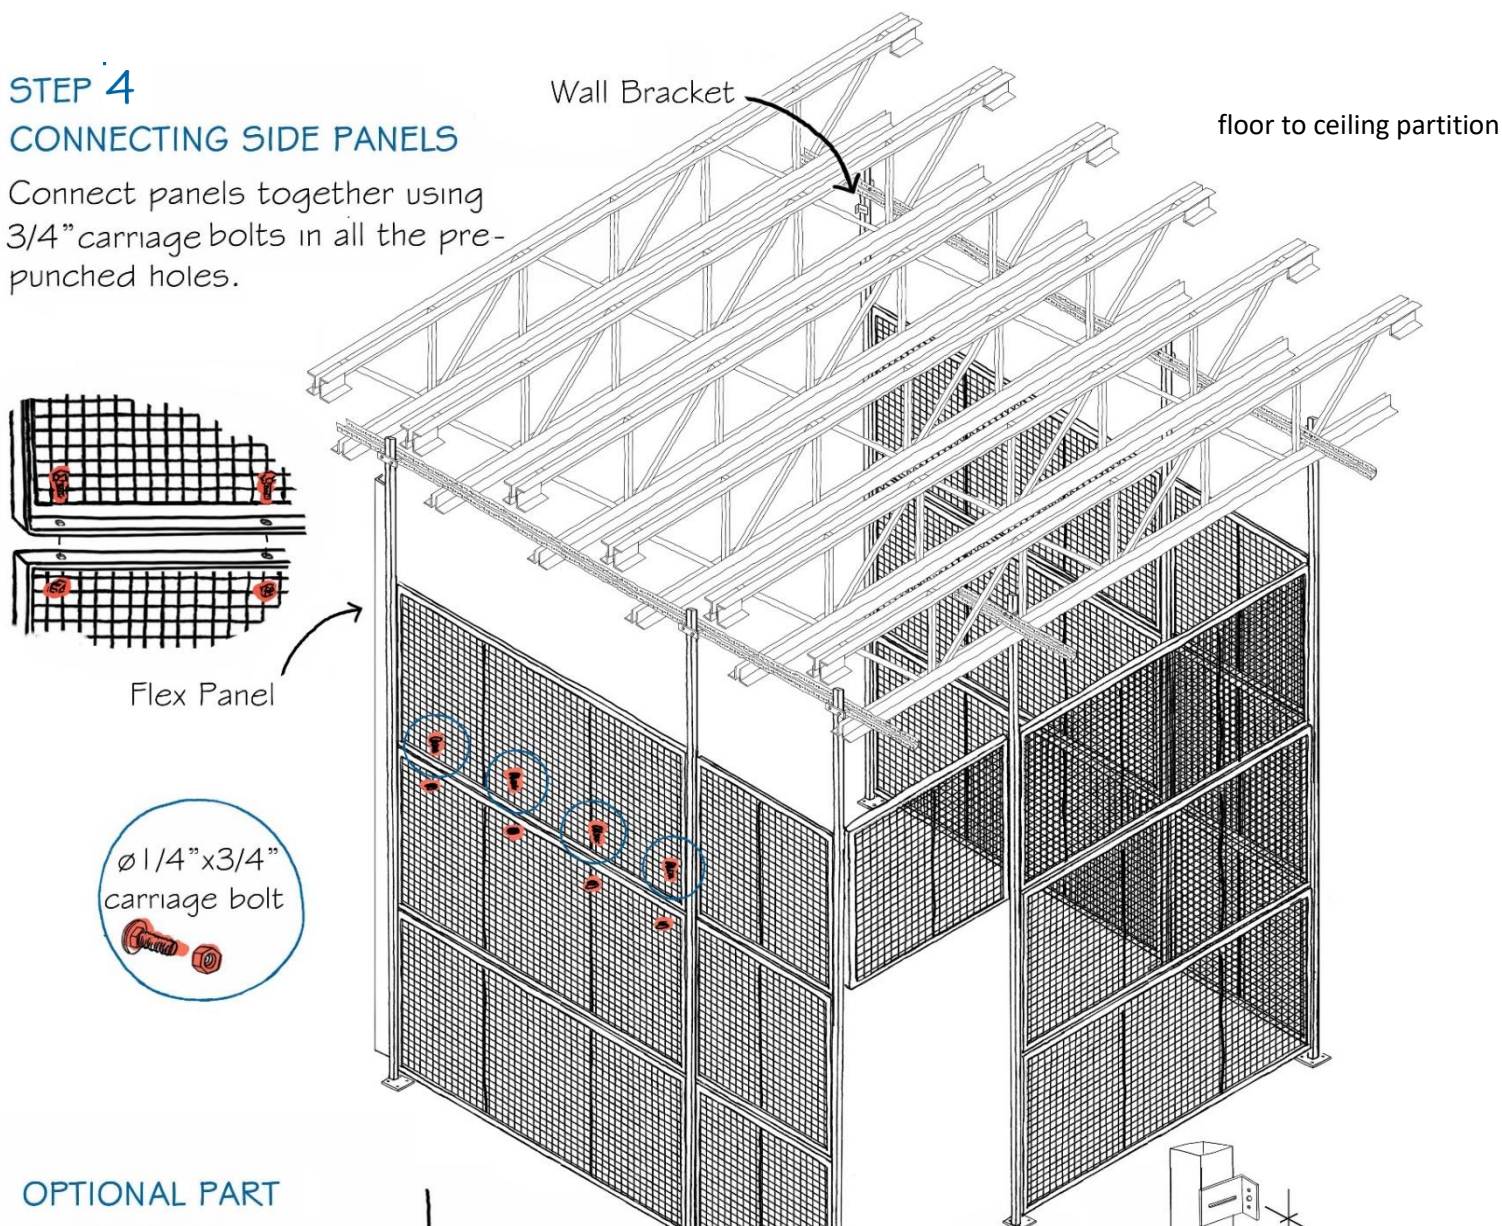 STEP 4
CONNECTING SIDE PANELS
Connect panels together using
3/4” carriage bolts in all the pre-
punched holes.
Wall Bracket
floor to ceiling partition
Flex Panel
ø1/4”x3/4”
carriage bolt
OPTIONAL PART